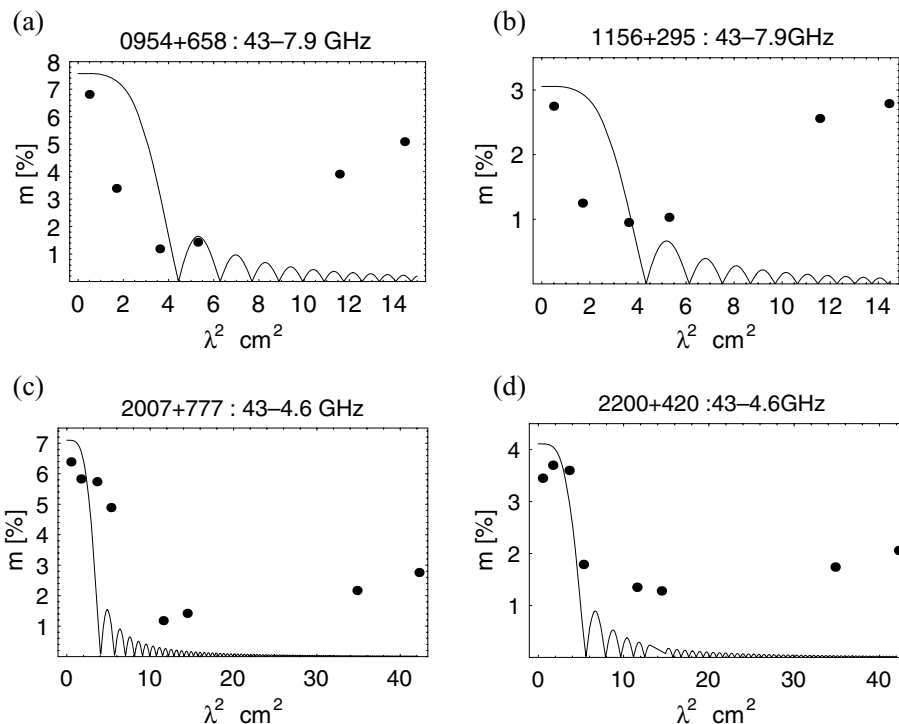 (a)
0954+658 : 43–7.9 GHz
8
7
6
5
4
3
2
1
m [%]
0 2 4 6 8 10 12 14
λ² cm²
(b)
1156+295 : 43–7.9GHz
3
2
1
m [%]
0 2 4 6 8 10 12 14
λ² cm²
(c)
2007+777 : 43–4.6 GHz
7
6
5
4
3
2
1
m [%]
0 10 20 30 40
λ² cm²
(d)
2200+420 :43–4.6GHz
4
3
2
1
m [%]
0 10 20 30 40
λ² cm²